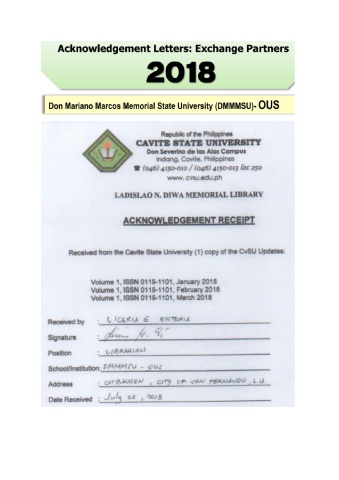 Acknowledgement Letters: Exchange Partners
2018
Don Mariano Marcos Memorial State University (DMMMSU)- OUS
Republic of the Philippines
CAVITE STATE UNIVERSITY
Don Severino de las Alas Campus
Indang, Cavite, Philippines
☎ (046) 4150-010 / (046) 4150-013 loc 250
www.cvsu.edu.ph
LADISLAO N. DIWA MEMORIAL LIBRARY
ACKNOWLEDGEMENT RECEIPT
Received from the Cavite State University (1) copy of the CvSU Updates:
Volume 1, ISSN 0119-1101, January 2018
Volume 1, ISSN 0119-1101, February 2018
Volume 1, ISSN 0119-1101, March 2018
Received by : LICERIA E. ENTERIA
Signature :
Position : LIBRARIAN
School/Institution: DMMMSU - OUS
Address : CATBANGEN, CITY OF SAN FERNANDO, L.U.
Date Received : July 05, 2018